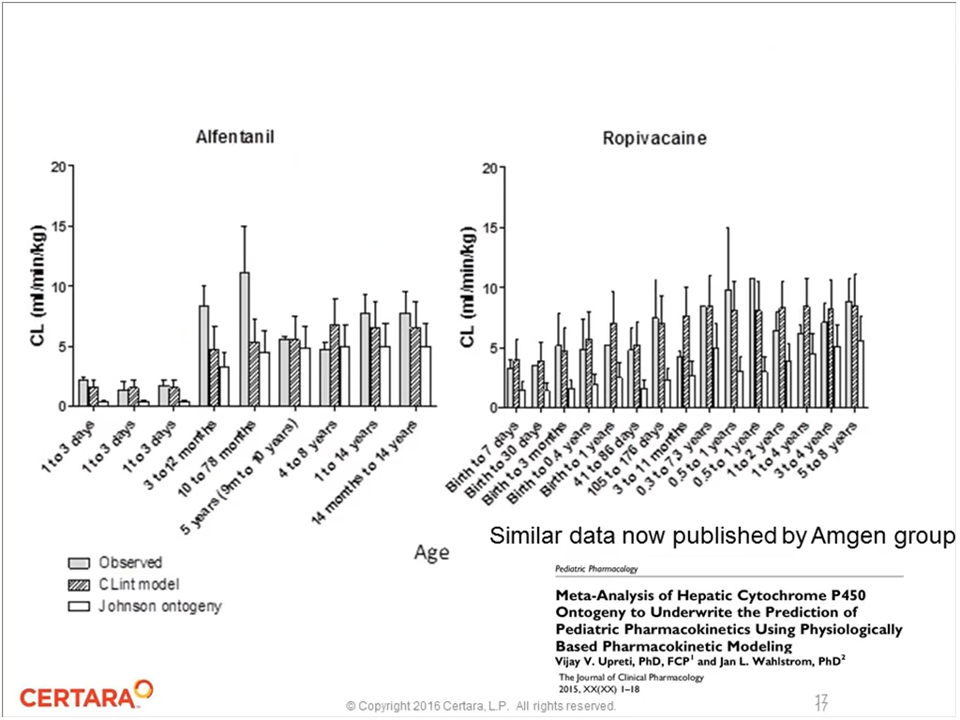 Alfentanil
20
15
10
5
0
CL (ml/min/kg)
1 to 3 days
1 to 3 days
1 to 3 days
3 to 12 months
10 to 78 months
5 years (9m to 10 years)
4 to 8 years
1 to 14 years
14 months to 14 years
Ropivacaine
20
15
10
5
0
CL (ml/min/kg)
Birth to 7 days
Birth to 30 days
Birth to 3 months
Birth to 0.4 years
Birth to 1 years
41 to 86 days
105 to 176 days
3 to 11 months
0.3 to 7.3 years
0.5 to 1 years
0.5 to 1 years
1 to 2 years
1 to 4 years
3 to 4 years
5 to 8 years
Age
Observed
CLint model
Johnson ontogeny
Similar data now published by Amgen group
Pediatric Pharmacology
Meta-Analysis of Hepatic Cytochrome P450
Ontogeny to Underwrite the Prediction of
Pediatric Pharmacokinetics Using Physiologically
Based Pharmacokinetic Modeling
Vijay V. Upreti, PhD, FCP1 and Jan L. Wahlstrom, PhD2
The Journal of Clinical Pharmacology
2015, XX(XX) 1–18
CERTARA
© Copyright 2016 Certara, L.P. All rights reserved.
17
17